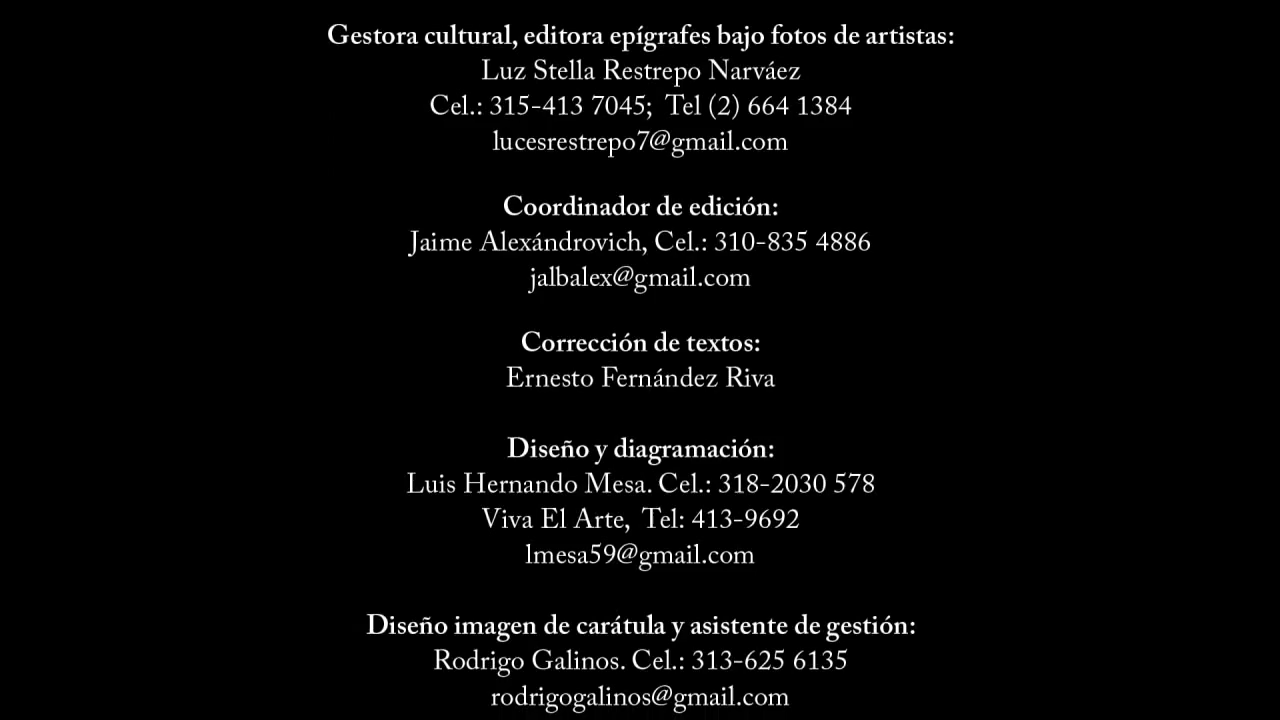 Gestora cultural, editora epígrafes bajo fotos de artistas:
Luz Stella Restrepo Narváez
Cel.: 315-413 7045; Tel (2) 664 1384
lucesrestrepo7@gmail.com
Coordinador de edición:
Jaime Alexándrovich, Cel.: 310-835 4886
jalbalex@gmail.com
Corrección de textos:
Ernesto Fernández Riva
Diseño y diagramación:
Luis Hernando Mesa. Cel.: 318-2030 578
Viva El Arte, Tel: 413-9692
lmesa59@gmail.com
Diseño imagen de carátula y asistente de gestión:
Rodrigo Galinos. Cel.: 313-625 6135
rodrigogalinos@gmail.com